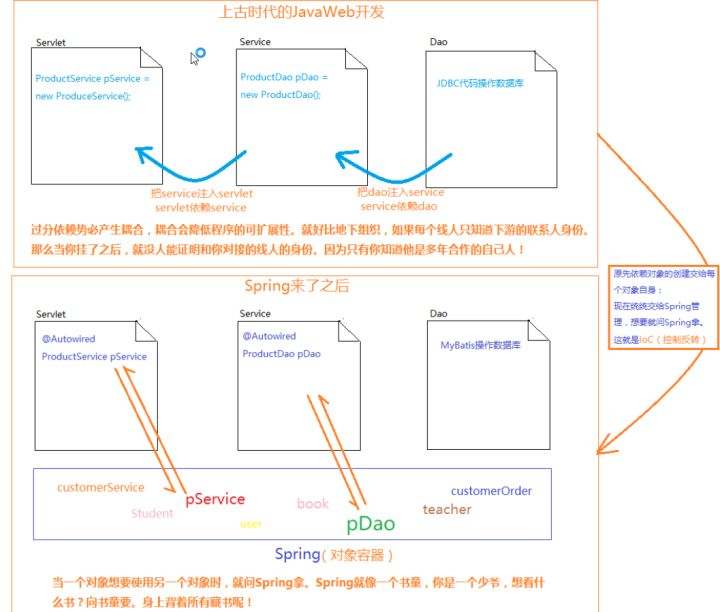 上古时代的JavaWeb开发
Servlet
Service
Dao
ProductService pService =
new ProduceService();
ProductDao pDao =
new ProductDao();
JDBC代码操作数据库
把service注入servlet
servlet依赖service
把dao注入service
service依赖dao
过分依赖势必产生耦合，耦合会降低程序的可扩展性。就好比地下组织，如果每个线人只知道下游的联系人身份。
那么当你挂了之后，就没人能证明和你对接的线人的身份。因为只有你知道他是多年合作的自己人！
原先依赖对象的创建交给每
个对象自身；
现在统统交给Spring管
理，想要就问Spring拿。
这就是IoC（控制反转）
Spring来了之后
Servlet
Service
Dao
@Autowired
ProductService pService
@Autowired
ProductDao pDao
MyBatis操作数据库
customerService
pService
Student
user
book
pDao
teacher
customerOrder
Spring(对象容器)
当一个对象想要使用另一个对象时，就问Spring拿。Spring就像一个书童，你是一个少爷，想看什
么书？向书童要。身上背着所有藏书呢！